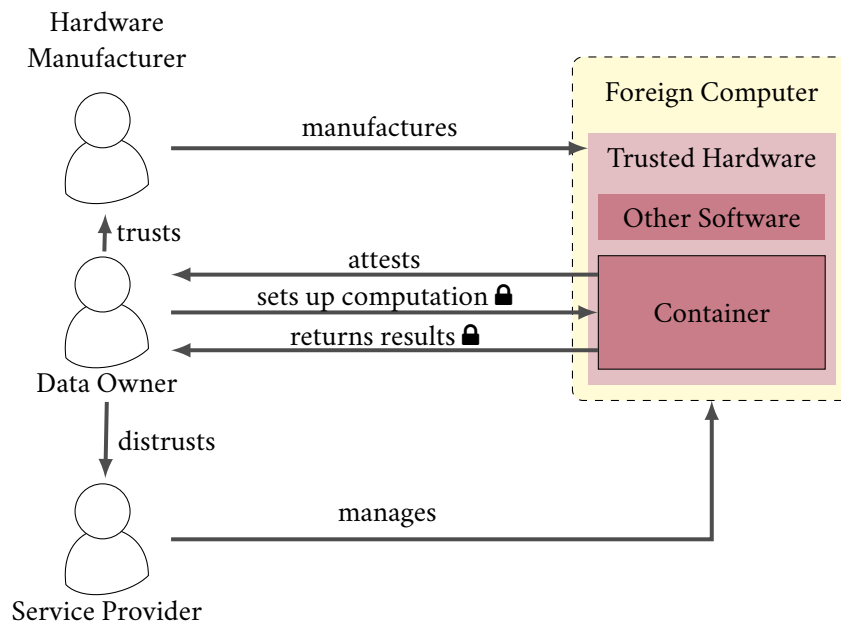 Hardware
Manufacturer
Foreign Computer
manufactures
Trusted Hardware
Other Software
trusts
attests
sets up computation
Container
returns results
Data Owner
distrusts
manages
Service Provider